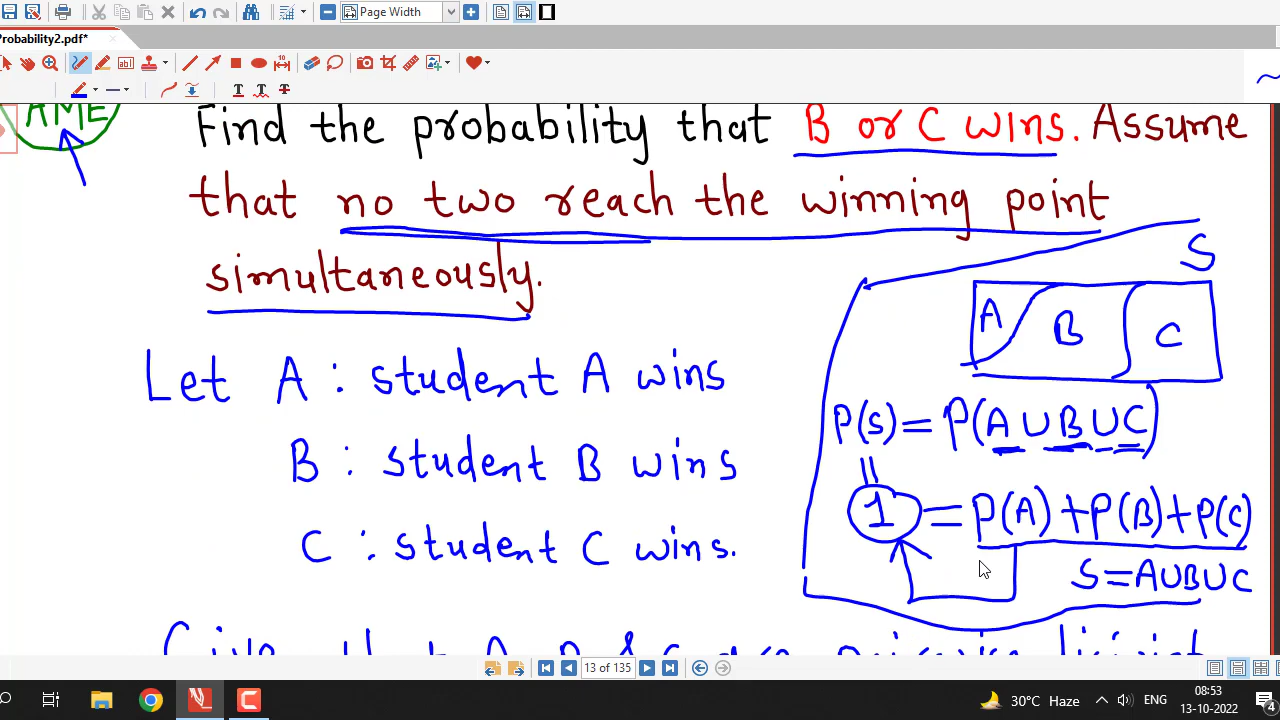 Page Width
Probability2.pdf*
AME
Find the probability that B or C wins. Assume
that no two reach the winning point
simultaneously.
S
A B C
Let A : student A wins
P(S) = P(A ∪ B ∪ C)
B : student B wins
1 = P(A) + P(B) + P(C)
C : student C wins.
S = A∪B∪C
13 of 135
30°C Haze
ENG
08:53
13-10-2022
4